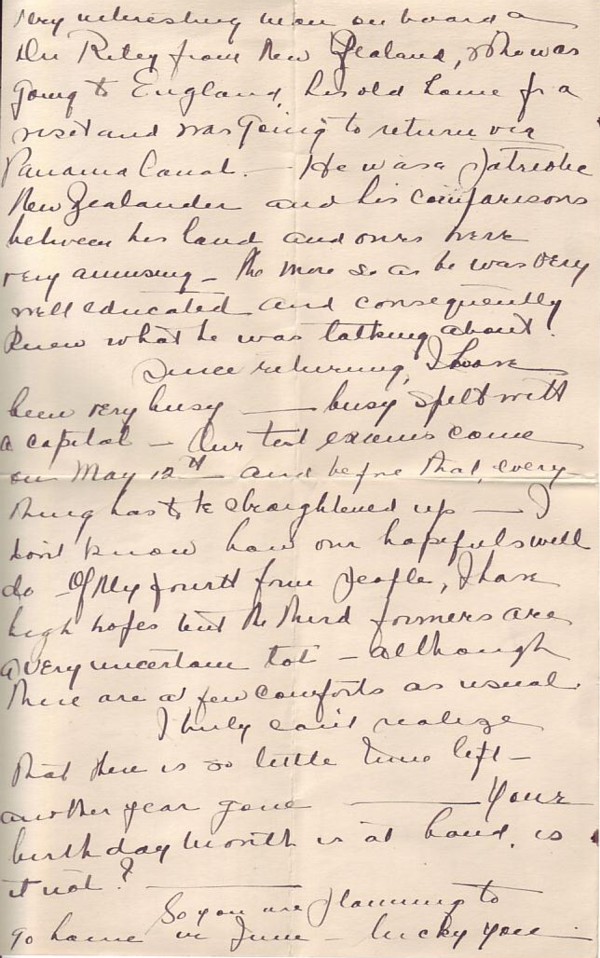 very interesting man on board a
Dr Riley from New Zealand, who was
going to England, his old home for a
visit and was going to return via
Panama Canal. - He was a patriotic
New Zealander and his comparisons
between his land and ours were
very amusing - the more so as he was very
well educated and consequently
knew what he was talking about.
Since returning, I have
been very busy — busy spelt with
a capital - Our test exams come
on May 12th - and before that, every-
thing has to be straightened up - I
don't know how our hopefuls will
do - Of my fourth form people, I have
high hopes but the third formers are
a very uncertain lot - although
there are a few comforts as usual.
I truly can't realize
that there is so little time left -
another year gone — Your
birthday month is at hand, is
it not? —
So you are planning to
go home in June - lucky you -